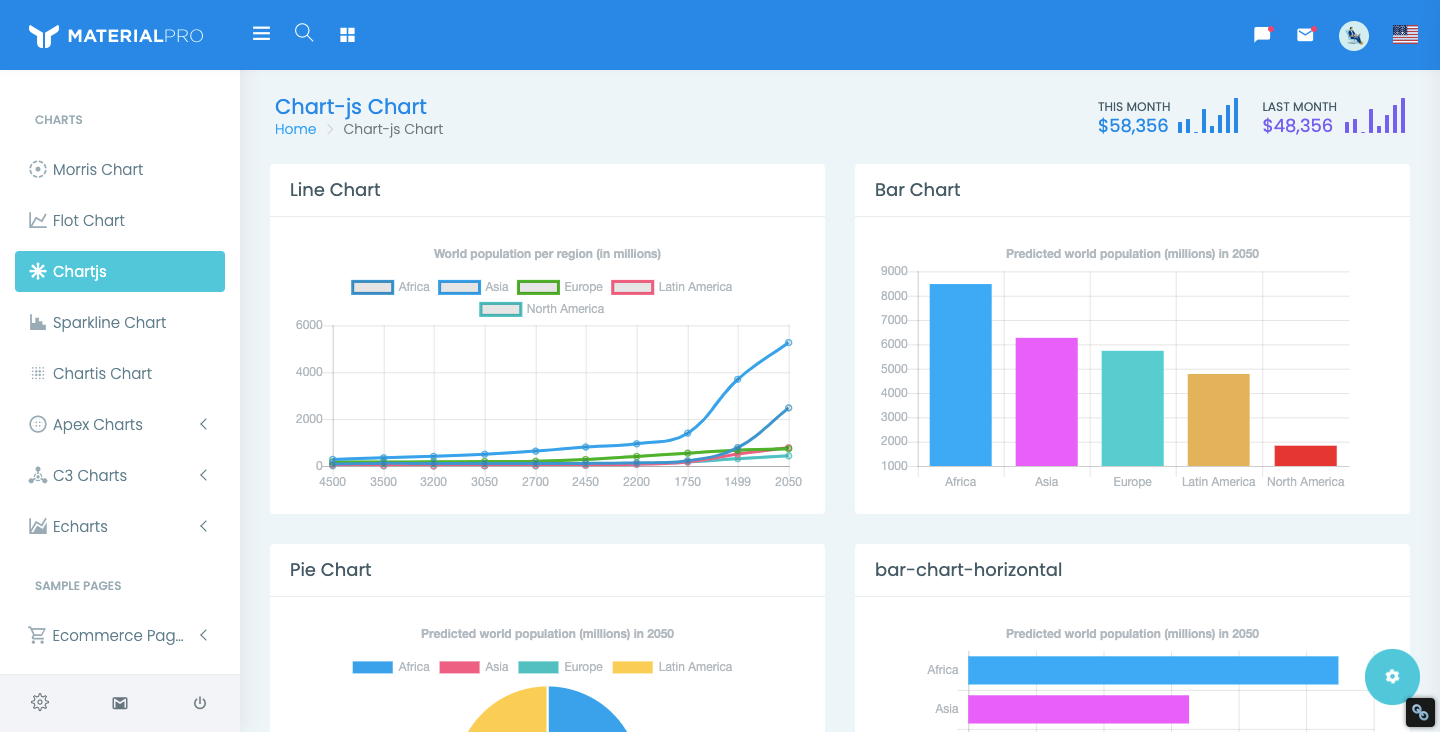 MATERIALPRO
CHARTS
Morris Chart
Flot Chart
Chartjs
Sparkline Chart
Chartis Chart
Apex Charts
C3 Charts
Echarts
SAMPLE PAGES
Ecommerce Pag...
Chart-js Chart
Home Chart-js Chart
THIS MONTH
$58,356
LAST MONTH
$48,356
Line Chart
World population per region (in millions)
Africa Asia Europe Latin America
North America
6000
4000
2000
0
4500 3500 3200 3050 2700 2450 2200 1750 1499 2050
Bar Chart
Predicted world population (millions) in 2050
9000
8000
7000
6000
5000
4000
3000
2000
1000
Africa Asia Europe Latin America North America
Pie Chart
Predicted world population (millions) in 2050
Africa Asia Europe Latin America
bar-chart-horizontal
Predicted world population (millions) in 2050
Africa
Asia